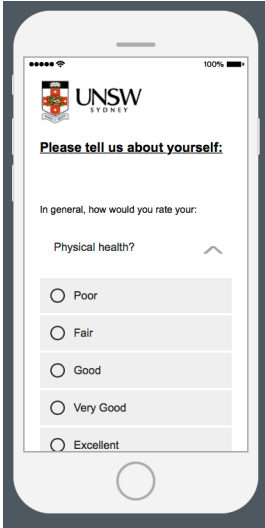 100%
UNSW
SYDNEY
Please tell us about yourself:
In general, how would you rate your:
Physical health?
Poor
Fair
Good
Very Good
Excellent